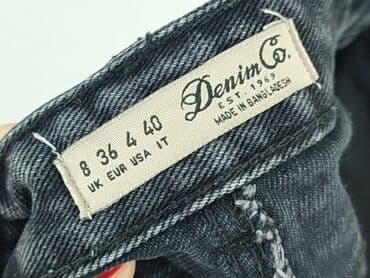 Denim Co.
EST. 1969
MADE IN BANGLADESH
8 36 4 40
UK EUR USA IT